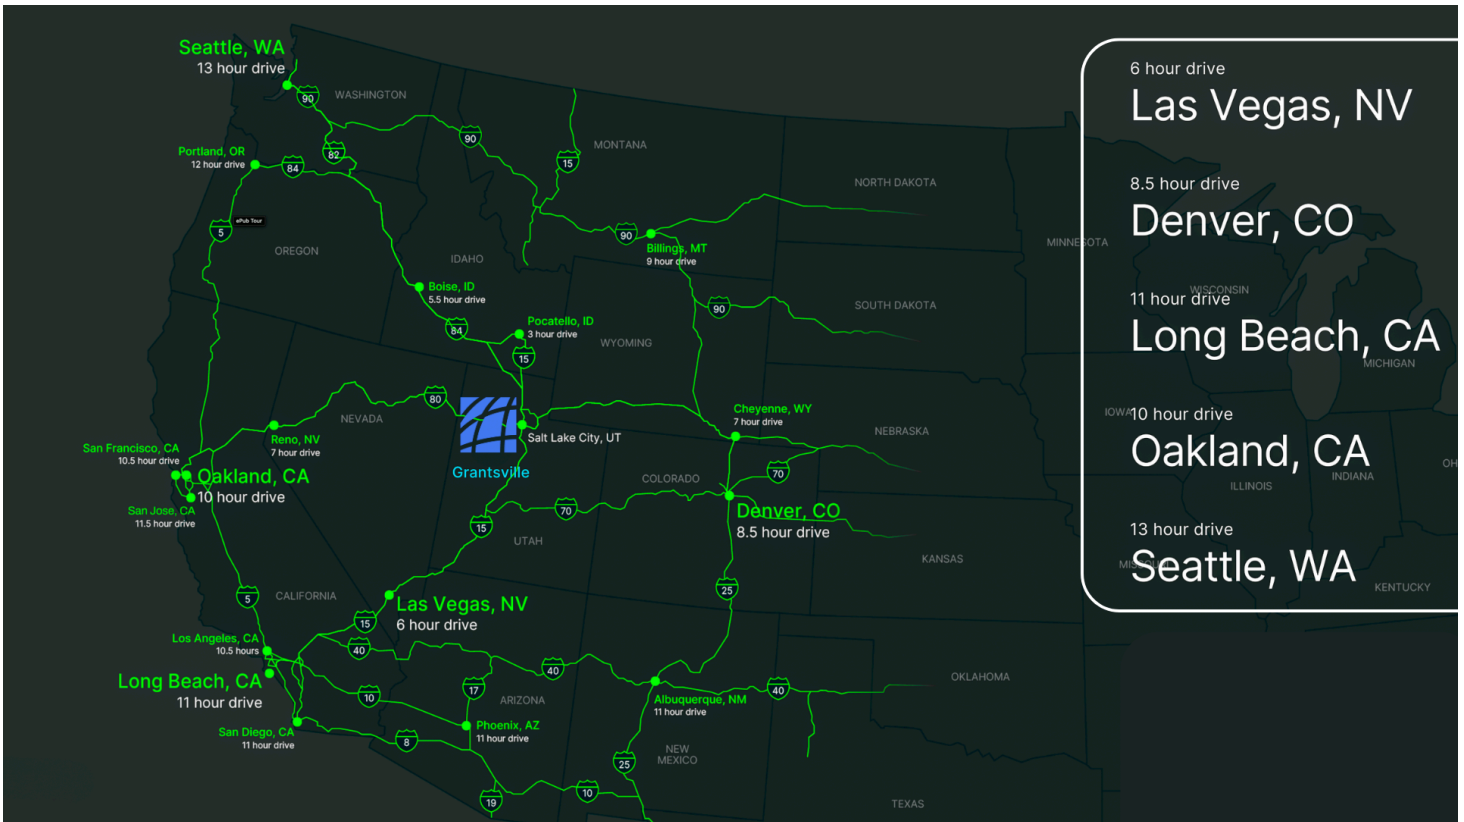 Seattle, WA
13 hour drive
90
WASHINGTON
90
MONTANA
15
Portland, OR
12 hour drive
84
82
NORTH DAKOTA
5
ePub Tour
OREGON
IDAHO
90
Billings, MT
9 hour drive
MINNESOTA
Boise, ID
5.5 hour drive
84
Pocatello, ID
3 hour drive
15
WYOMING
90
SOUTH DAKOTA
WISCONSIN
MICHIGAN
80
NEVADA
Reno, NV
7 hour drive
Salt Lake City, UT
Grantsville
Cheyenne, WY
7 hour drive
NEBRASKA
IOWA
San Francisco, CA
10.5 hour drive
Oakland, CA
10 hour drive
San Jose, CA
11.5 hour drive
COLORADO
70
70
15
UTAH
Denver, CO
8.5 hour drive
KANSAS
ILLINOIS
INDIANA
OH
5
CALIFORNIA
Las Vegas, NV
6 hour drive
15
40
25
KENTUCKY
Los Angeles, CA
10.5 hours
Long Beach, CA
11 hour drive
San Diego, CA
11 hour drive
10
8
17
40
ARIZONA
Phoenix, AZ
11 hour drive
Albuquerque, NM
11 hour drive
40
OKLAHOMA
NEW
MEXICO
25
10
19
TEXAS
6 hour drive
Las Vegas, NV
8.5 hour drive
Denver, CO
11 hour drive
Long Beach, CA
10 hour drive
Oakland, CA
13 hour drive
Seattle, WA